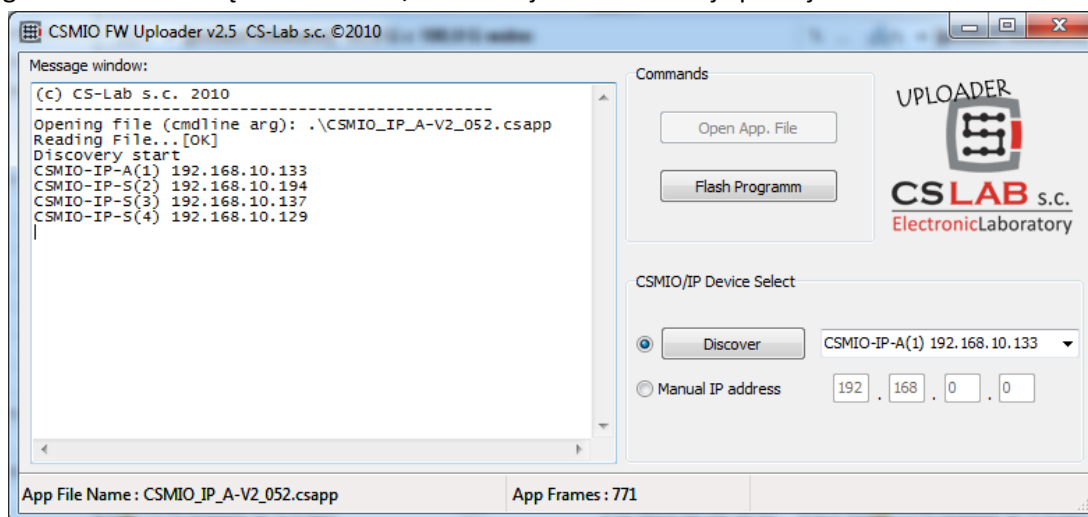 CSMIO FW Uploader v2.5 CS-Lab s.c. ©2010
Message window:
(c) CS-Lab s.c. 2010
------------------------------------------------
Opening file (cmdline arg): .\CSMIO_IP_A-V2_052.csapp
Reading File...[OK]
Discovery start
CSMIO-IP-A(1) 192.168.10.133
CSMIO-IP-S(2) 192.168.10.194
CSMIO-IP-S(3) 192.168.10.137
CSMIO-IP-S(4) 192.168.10.129
Commands
Open App. File
Flash Programm
UPLOADER
CSLAB s.c.
ElectronicLaboratory
CSMIO/IP Device Select
Discover
CSMIO-IP-A(1) 192.168.10.133
Manual IP address
192 . 168 . 0 . 0
App File Name : CSMIO_IP_A-V2_052.csapp
App Frames : 771